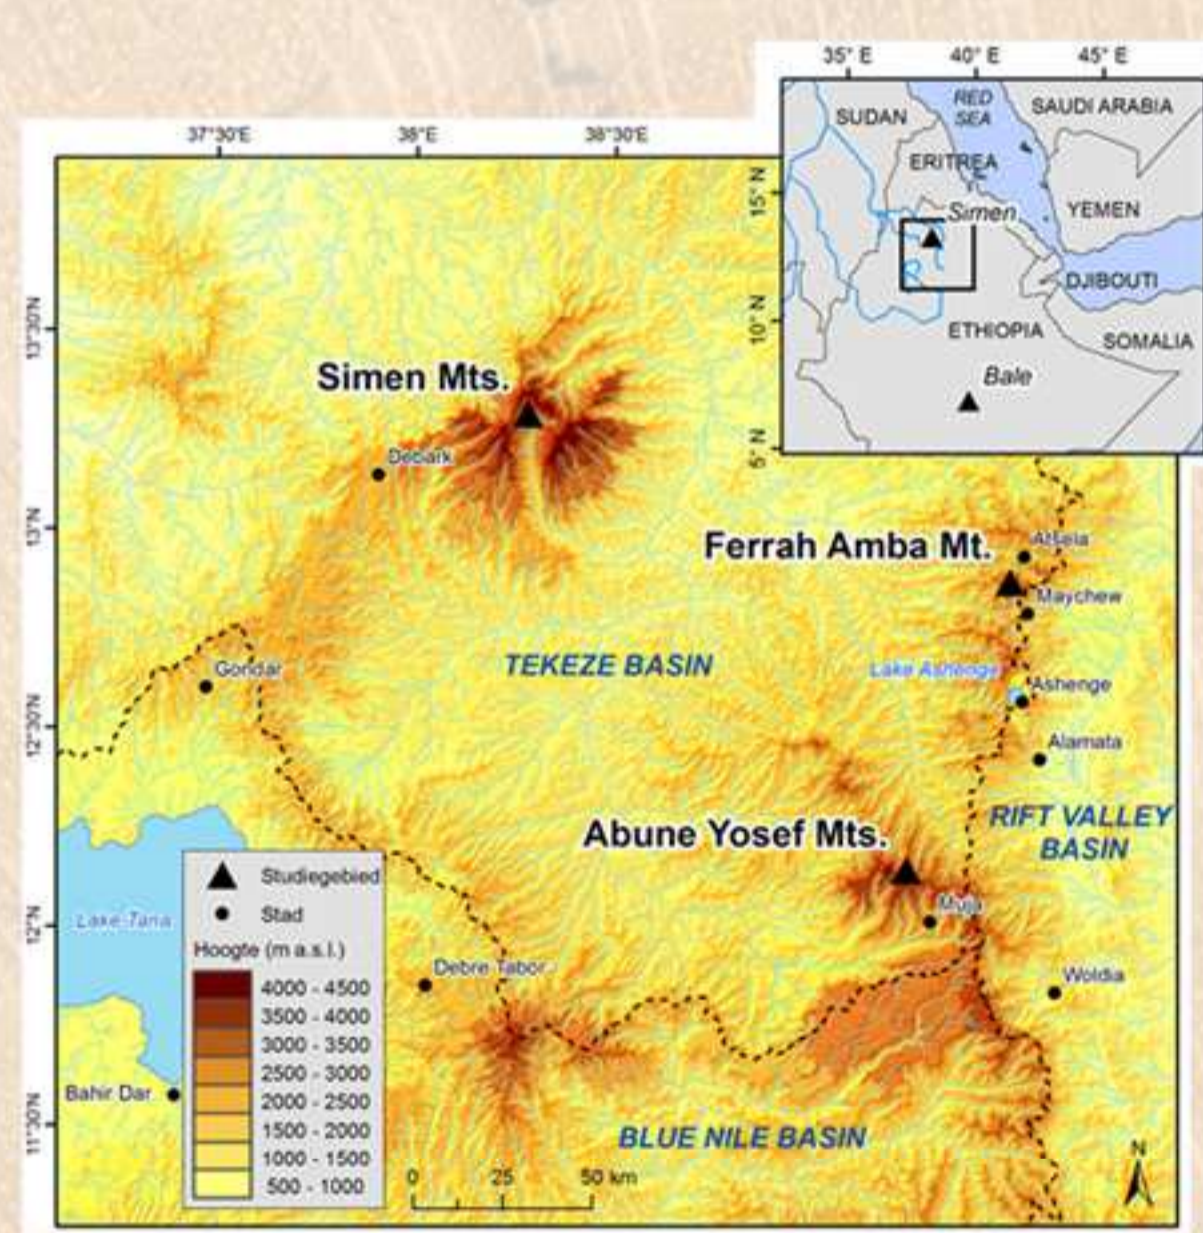 35° E 40° E 45° E
SUDAN
RED
SEA
SAUDI ARABIA
ERITREA
15° N
Simen
YEMEN
DJIBOUTI
10° N
ETHIOPIA
SOMALIA
Bale
5° N
37°30'E 38°E 38°30'E
13°30'N
Simen Mts.
Debark
13°N
Ferrah Amba Mt.
Atsela
Maychew
TEKEZE BASIN
Gondar
Lake Ashenge
Ashenge
12°30'N
Alamata
RIFT VALLEY
BASIN
Abune Yosef Mts.
Muja
12°N
Lake Tana
Debre Tabor
Woldia
Bahir Dar
11°30'N
BLUE NILE BASIN
Studiegebied
Stad
Hoogte (m a.s.l.)
4000 - 4500
3500 - 4000
3000 - 3500
2500 - 3000
2000 - 2500
1500 - 2000
1000 - 1500
500 - 1000
0 25 50 km
N